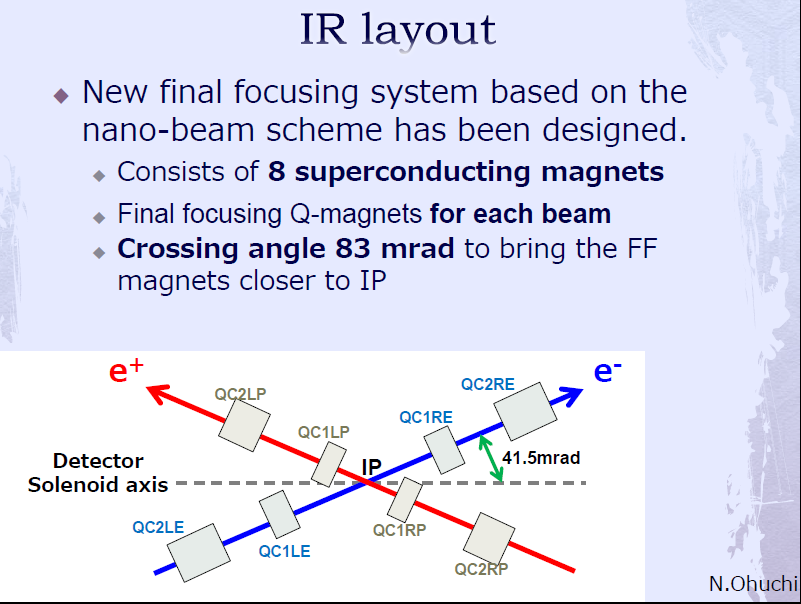 IR layout
New final focusing system based on the
nano-beam scheme has been designed.
Consists of 8 superconducting magnets
Final focusing Q-magnets for each beam
Crossing angle 83 mrad to bring the FF
magnets closer to IP
e+
e-
QC2RE
QC2LP
QC1RE
QC1LP
IP
41.5mrad
Detector
Solenoid axis
QC2LE
QC1RP
QC1LE
QC2RP
N.Ohuchi